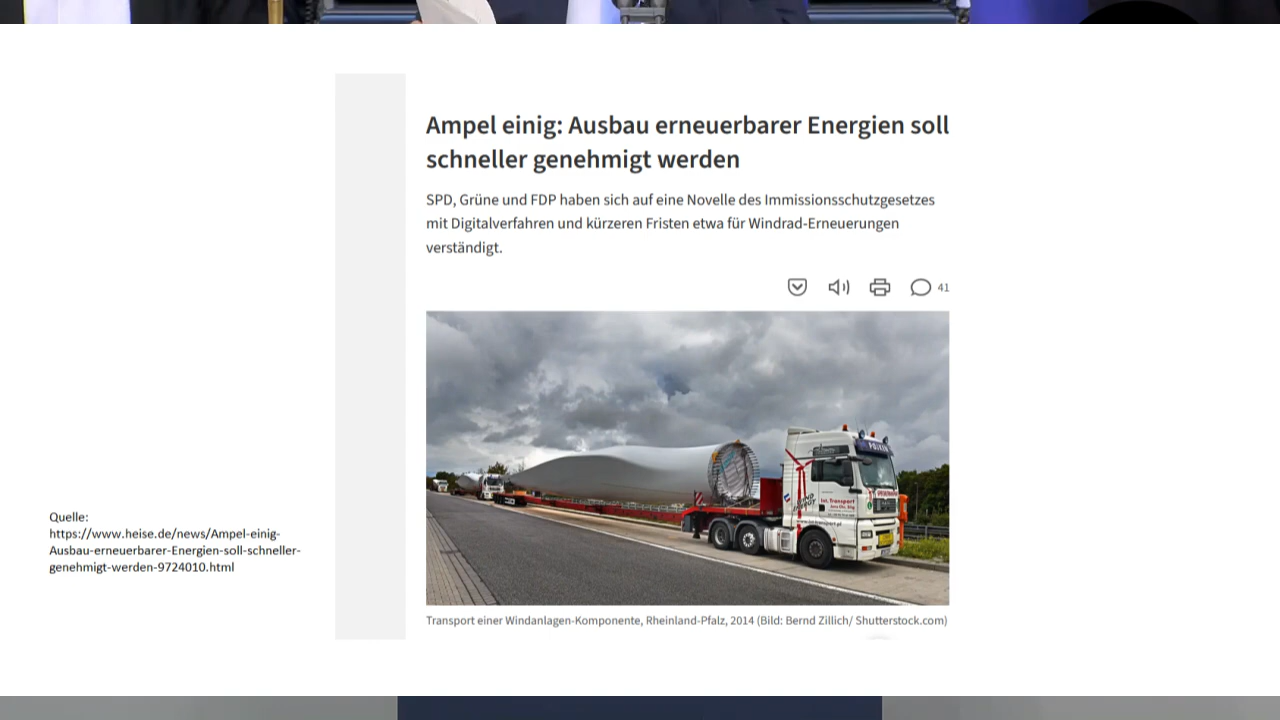 Ampel einig: Ausbau erneuerbarer Energien soll
schneller genehmigt werden
SPD, Grüne und FDP haben sich auf eine Novelle des Immissionsschutzgesetzes
mit Digitalverfahren und kürzeren Fristen etwa für Windrad-Erneuerungen
verständigt.
41
Quelle:
https://www.heise.de/news/Ampel-einig-
Ausbau-erneuerbarer-Energien-soll-schneller-
genehmigt-werden-9724010.html
Transport einer Windanlagen-Komponente, Rheinland-Pfalz, 2014 (Bild: Bernd Zillich/ Shutterstock.com)